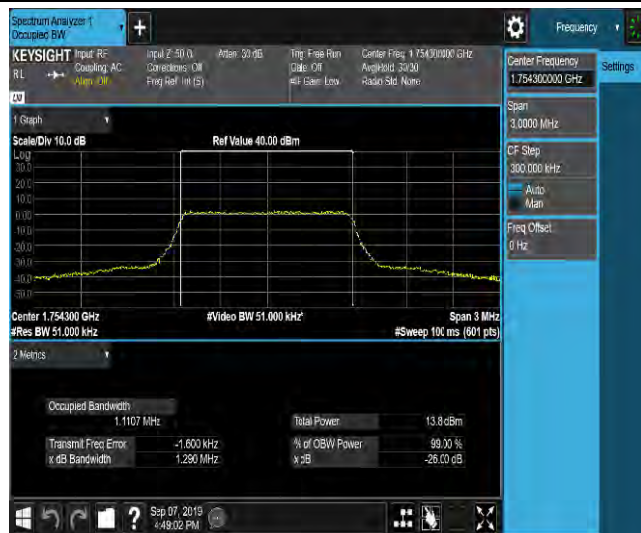 Spectrum Analyzer 1
Occupied BW
Frequency
KEYSIGHT Input: RF
RL Coupling: AC
Align: Off
Input Z: 50 Ω
Corrections: Off
Freq Ref: Int (S)
Atten: 30 dB
Trig: Free Run
Gate: Off
#IF Gain: Low
Center Freq: 1.754300000 GHz
Avg|Hold: 30/30
Radio Std: None
Center Frequency
1.754300000 GHz
Settings
Span
3.0000 MHz
CF Step
300.000 kHz
Auto
Man
Freq Offset
0 Hz
1 Graph
Scale/Div 10.0 dB
Ref Value 40.00 dBm
Log
30.0
20.0
10.0
0.00
-10.0
-20.0
-30.0
-40.0
-50.0
Center 1.754300 GHz
#Video BW 51.000 kHz*
Span 3 MHz
#Res BW 51.000 kHz
#Sweep 100 ms (601 pts)
2 Metrics
Occupied Bandwidth
1.1107 MHz
Total Power 13.8 dBm
Transmit Freq Error -1.600 kHz
% of OBW Power 99.00 %
x dB Bandwidth 1.290 MHz
x dB -26.00 dB
Sep 07, 2019
4:49:02 PM